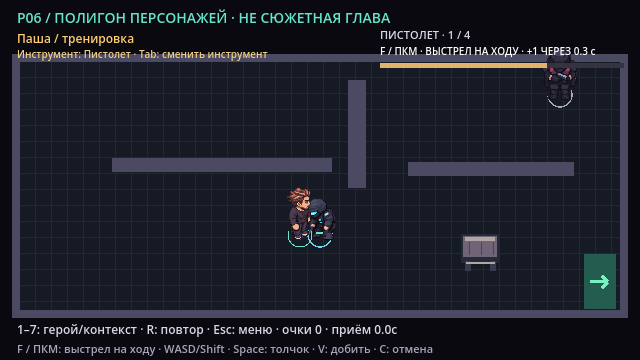 P06 / ПОЛИГОН ПЕРСОНАЖЕЙ · НЕ СЮЖЕТНАЯ ГЛАВА
Паша / тренировка
Инструмент: Пистолет · Tab: сменить инструмент
ПИСТОЛЕТ · 1 / 4
F / ПКМ · ВЫСТРЕЛ НА ХОДУ · +1 ЧЕРЕЗ 0.3 с
1–7: герой/контекст · R: повтор · Esc: меню · очки 0 · приём 0.0с
F / ПКМ: выстрел на ходу · WASD/Shift · Space: толчок · V: добить · C: отмена